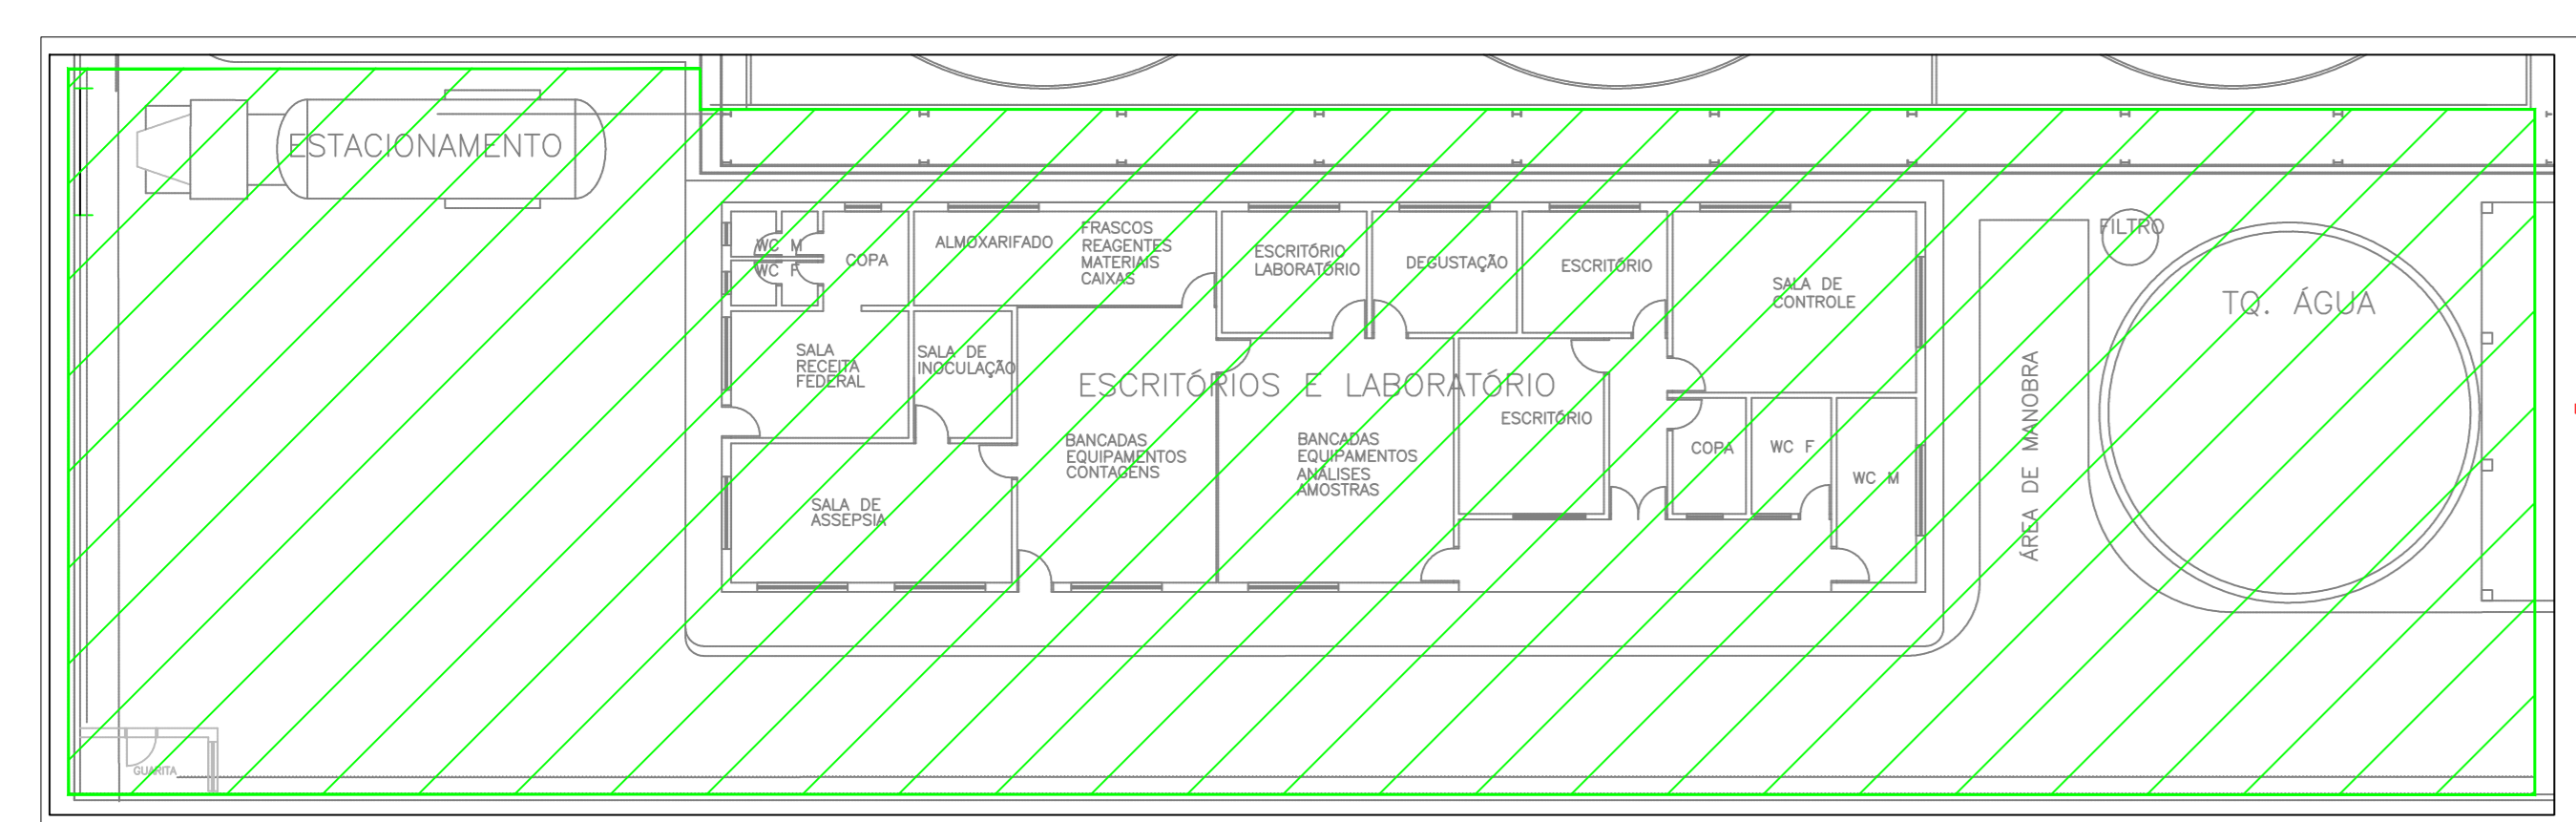 ESTACIONAMENTO
WC M
WC F
COPA
ALMOXARIFADO
FRASCOS
REAGENTES
MATERIAIS
CAIXAS
ESCRITÓRIO
LABORATÓRIO
DEGUSTAÇÃO
ESCRITÓRIO
SALA DE
CONTROLE
FILTRO
TQ. ÁGUA
SALA
RECEITA
FEDERAL
SALA DE
INOCULAÇÃO
ESCRITÓRIOS E LABORATÓRIO
ESCRITÓRIO
BANCADAS
EQUIPAMENTOS
CONTAGENS
BANCADAS
EQUIPAMENTOS
ANÁLISES
AMOSTRAS
COPA
WC F
WC M
ÁREA DE MANOBRA
SALA DE
ASSEPSIA
GUARITA